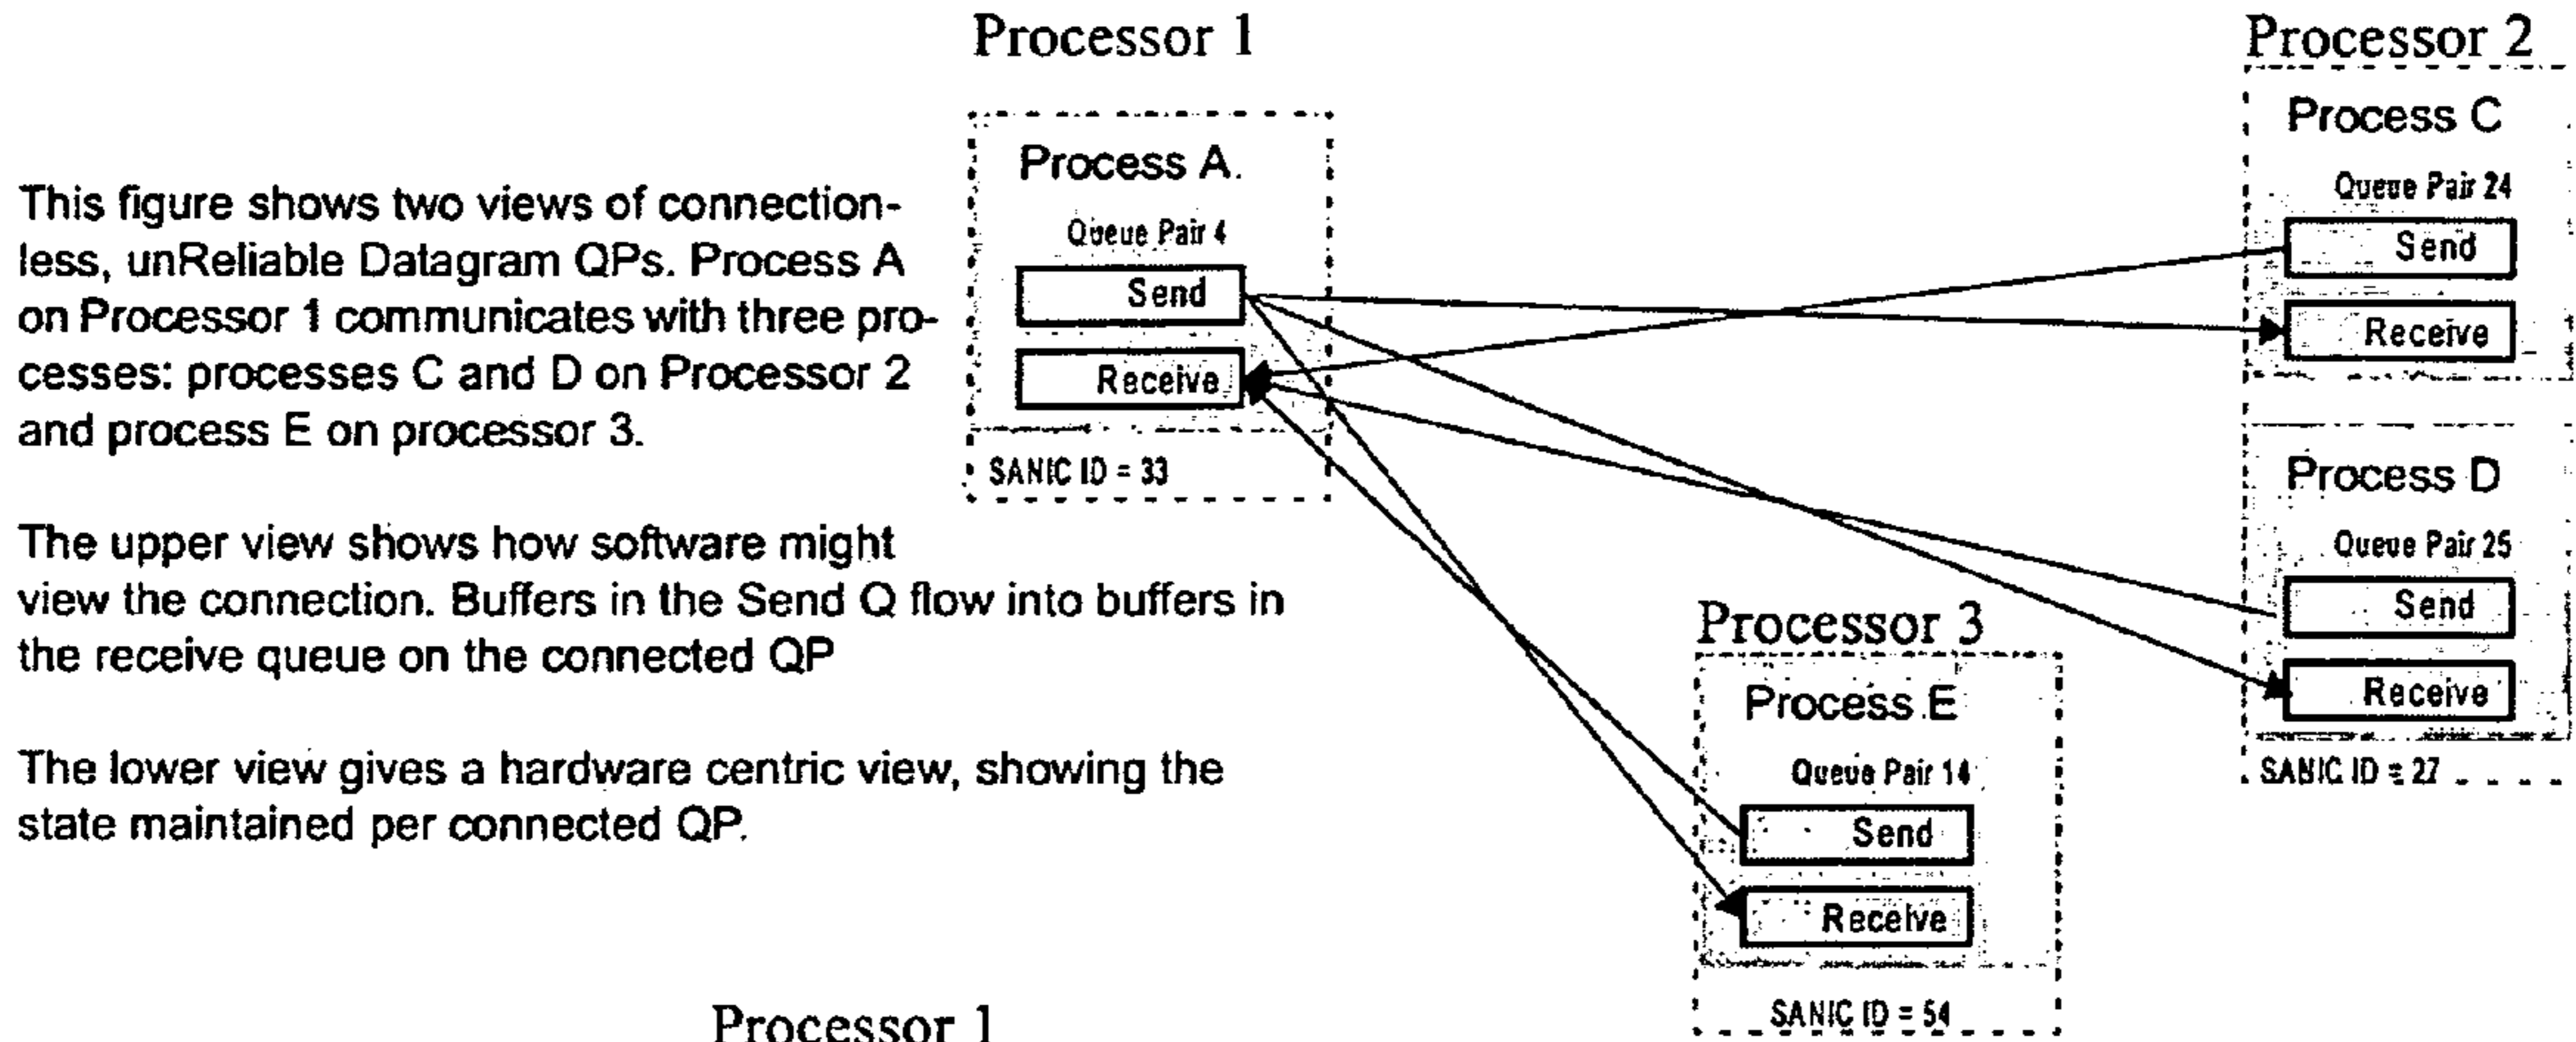 This figure shows two views of connection-
less, unReliable Datagram QPs. Process A
on Processor 1 communicates with three pro-
cesses: processes C and D on Processor 2
and process E on processor 3.
The upper view shows how software might
view the connection. Buffers in the Send Q flow into buffers in
the receive queue on the connected QP
The lower view gives a hardware centric view, showing the
state maintained per connected QP.
Processor 1
Process A
Queue Pair 4
Send
Receive
SANIC ID = 33
Processor 2
Process C
Queue Pair 24
Send
Receive
Process D
Queue Pair 25
Send
Receive
SANIC ID = 27
Processor 3
Process E
Queue Pair 14
Send
Receive
SANIC ID = 54
Processor 1